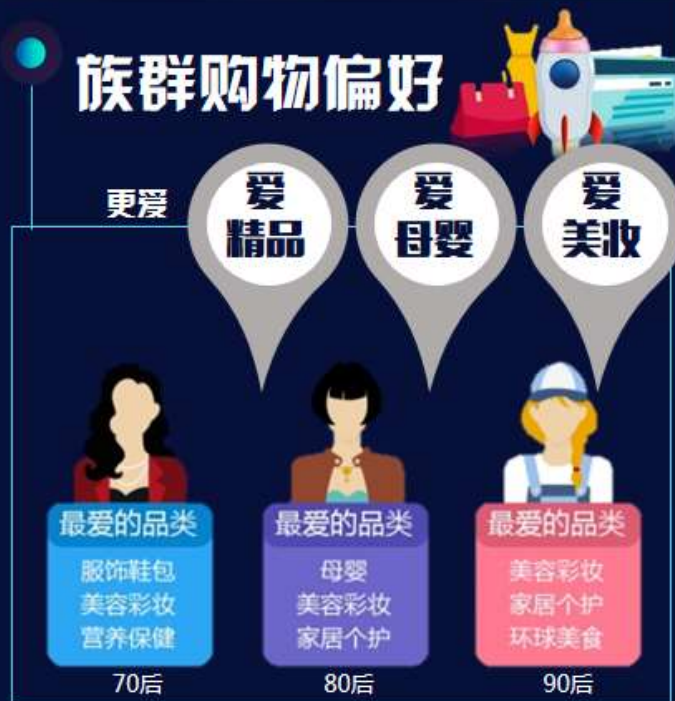 族群购物偏好
更爱
爱
精品
爱
母婴
爱
美妆
最爱的品类
服饰鞋包
美容彩妆
营养保健
70后
最爱的品类
母婴
美容彩妆
家居个护
80后
最爱的品类
美容彩妆
家居个护
环球美食
90后